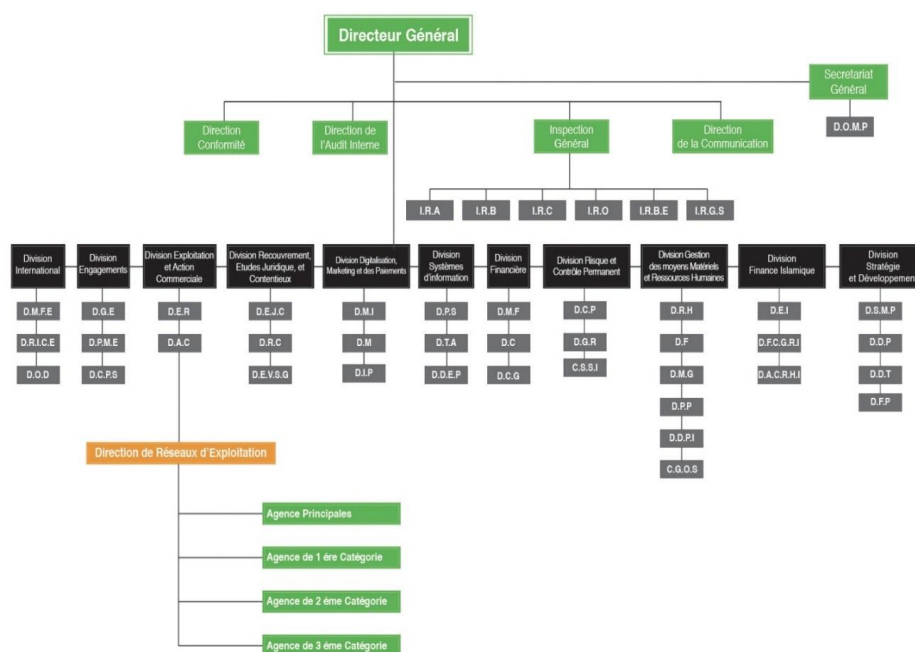 Directeur Général
Secretariat
Général
D.O.M.P
Direction
Conformité
Direction de
l'Audit Interne
Inspection
Général
Direction
de la Communication
I.R.A
I.R.B
I.R.C
I.R.O
I.R.B.E
I.R.G.S
Division
International
Division
Engagements
Division Exploitation
et Action
Commerciale
Division Recouvrement,
Etudes Juridique, et
Contentieux
Division Digitalisation,
Marketing et des Paiements
Division
Systèmes
d'information
Division
Financière
Division Risque et
Contrôle Permanent
Division Gestion
des moyens Matériels
et Ressources Humaines
Division
Finance Islamique
Division
Stratégie
et Développement
D.M.F.E
D.R.I.C.E
D.O.D
D.G.E
D.P.M.E
D.C.P.S
D.E.R
D.A.C
D.E.J.C
D.R.C
D.E.V.S.G
D.M.I
D.M
D.I.P
D.P.S
D.T.A
D.D.E.P
D.M.F
D.C
D.C.G
D.C.P
D.G.R
C.S.S.I
D.R.H
D.F
D.M.G
D.P.P
D.D.P.I
C.G.O.S
D.E.I
D.F.C.G.R.I
D.A.C.R.H.I
D.S.M.P
D.D.P
D.D.T
D.F.P
Direction de Réseaux d'Exploitation
Agence Principales
Agence de 1 ére Catégorie
Agence de 2 éme Catégorie
Agence de 3 éme Catégorie